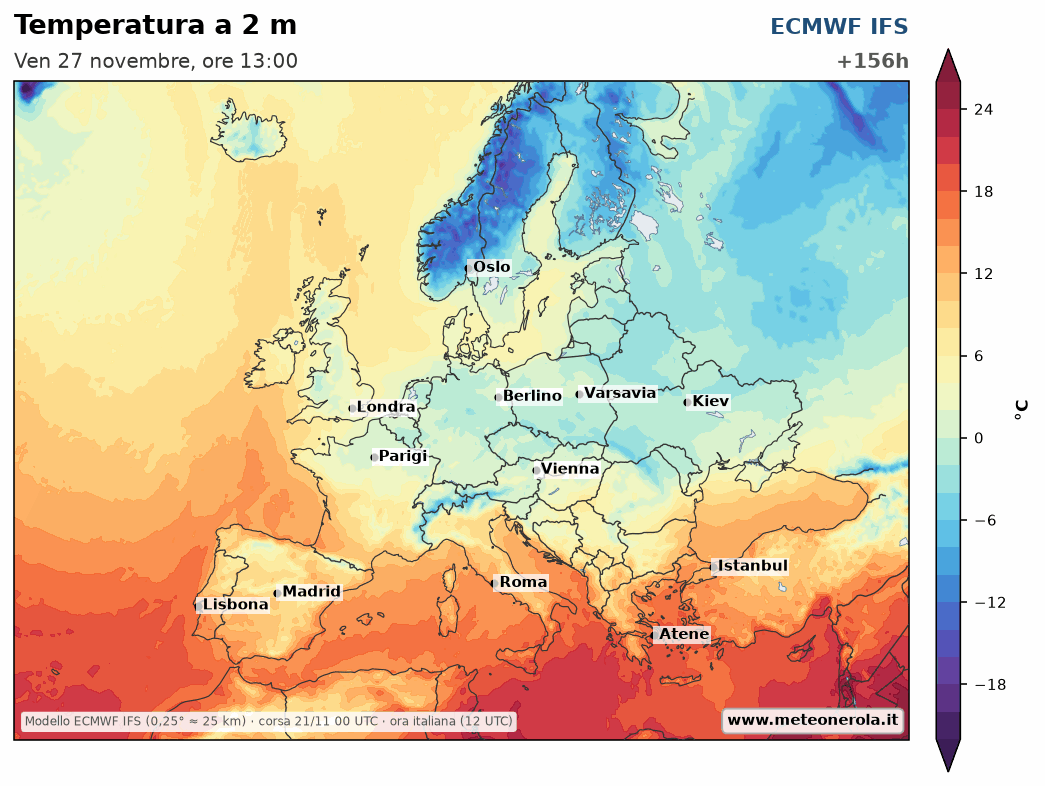 Temperatura a 2 m
ECMWF IFS
Ven 27 novembre, ore 13:00
+156h
24
18
12
6
0
−6
−12
−18
°C
Oslo
Berlino
Varsavia
Kiev
Londra
Parigi
Vienna
Istanbul
Roma
Madrid
Lisbona
Atene
Modello ECMWF IFS (0,25° ≈ 25 km) · corsa 21/11 00 UTC · ora italiana (12 UTC)
www.meteonerola.it